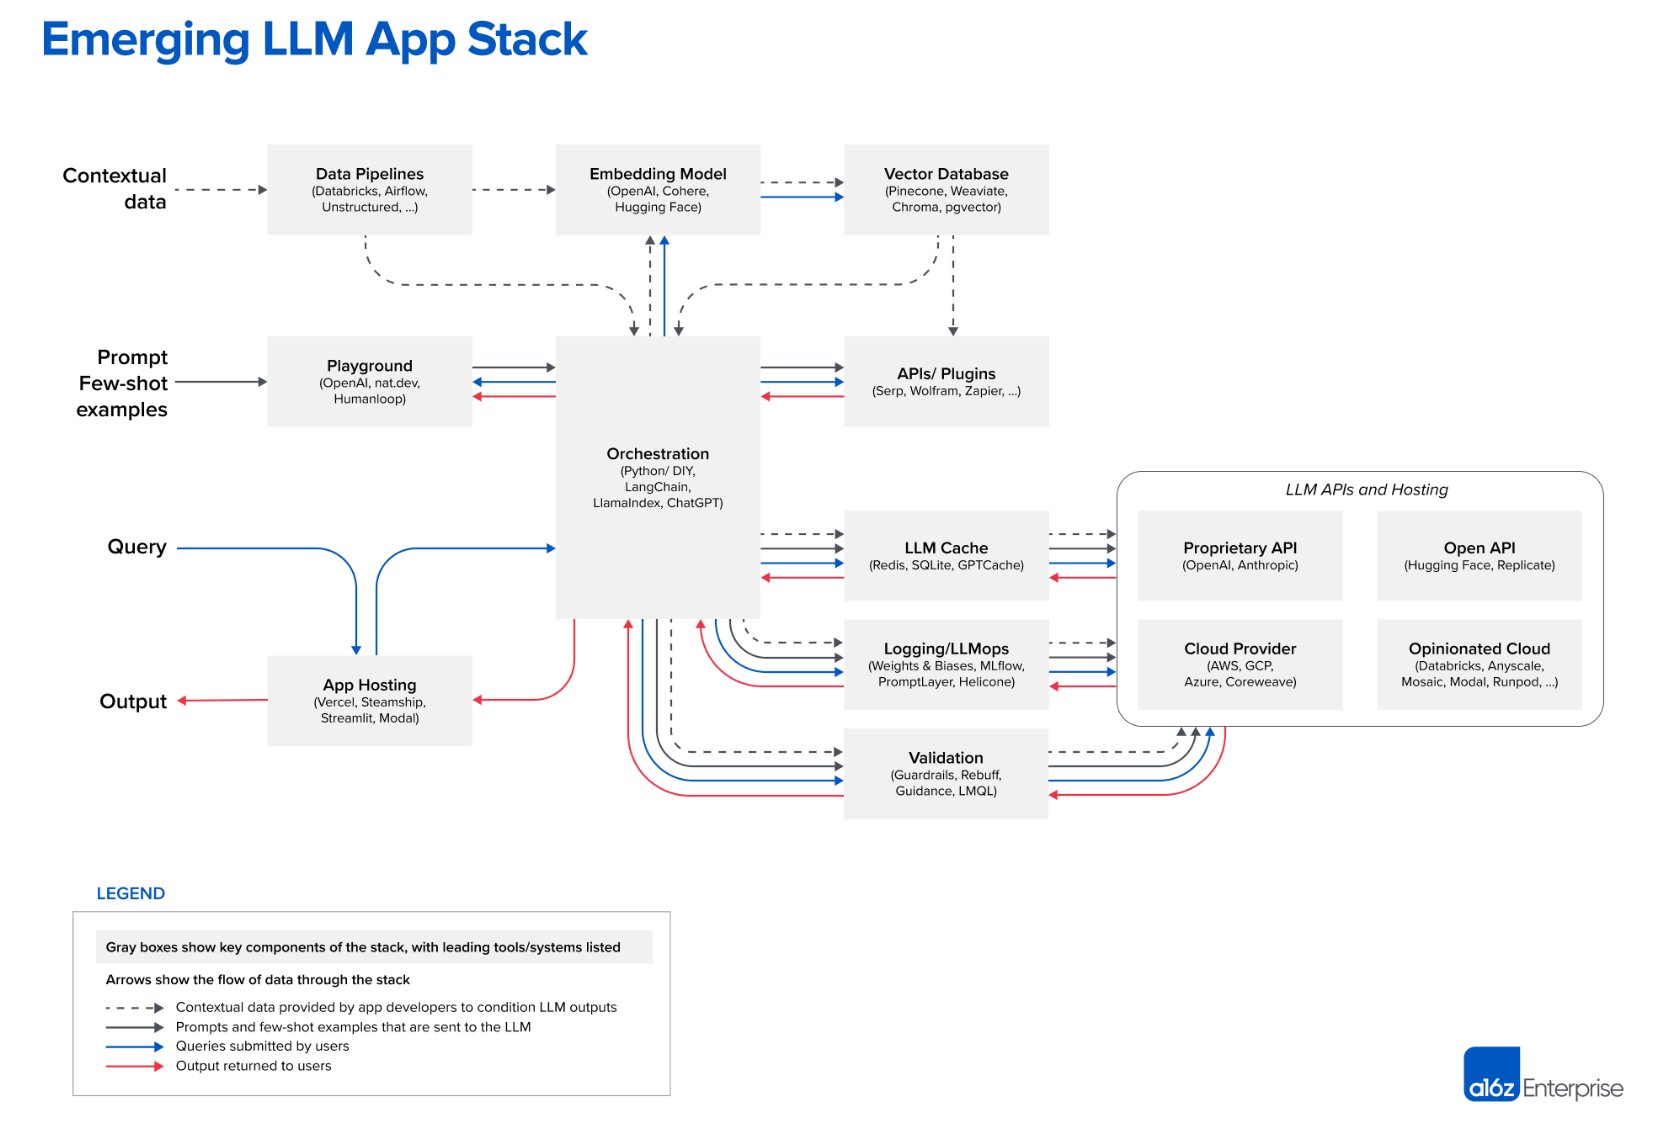 Emerging LLM App Stack
Contextual
data
Data Pipelines
(Databricks, Airflow,
Unstructured, ...)
Embedding Model
(OpenAI, Cohere,
Hugging Face)
Vector Database
(Pinecone, Weaviate,
Chroma, pgvector)
Prompt
Few-shot
examples
Playground
(OpenAI, nat.dev,
Humanloop)
Orchestration
(Python/ DIY,
LangChain,
LlamaIndex, ChatGPT)
APIs/ Plugins
(Serp, Wolfram, Zapier, ...)
Query
LLM Cache
(Redis, SQLite, GPTCache)
Logging/LLMops
(Weights & Biases, MLflow,
PromptLayer, Helicone)
Validation
(Guardrails, Rebuff,
Guidance, LMQL)
LLM APIs and Hosting
Proprietary API
(OpenAI, Anthropic)
Open API
(Hugging Face, Replicate)
Cloud Provider
(AWS, GCP,
Azure, Coreweave)
Opinionated Cloud
(Databricks, Anyscale,
Mosaic, Modal, Runpod, ...)
Output
App Hosting
(Vercel, Steamship,
Streamlit, Modal)
LEGEND
Gray boxes show key components of the stack, with leading tools/systems listed
Arrows show the flow of data through the stack
Contextual data provided by app developers to condition LLM outputs
Prompts and few-shot examples that are sent to the LLM
Queries submitted by users
Output returned to users
a16z Enterprise